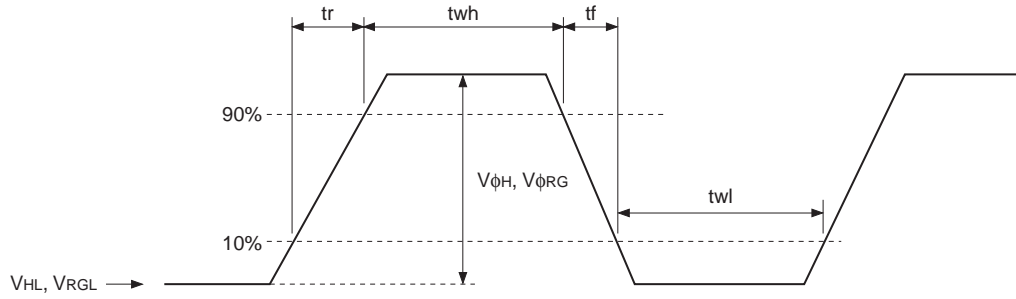 tr twh tf
90%
VϕH, VϕRG
twl
10%
VHL, VRGL